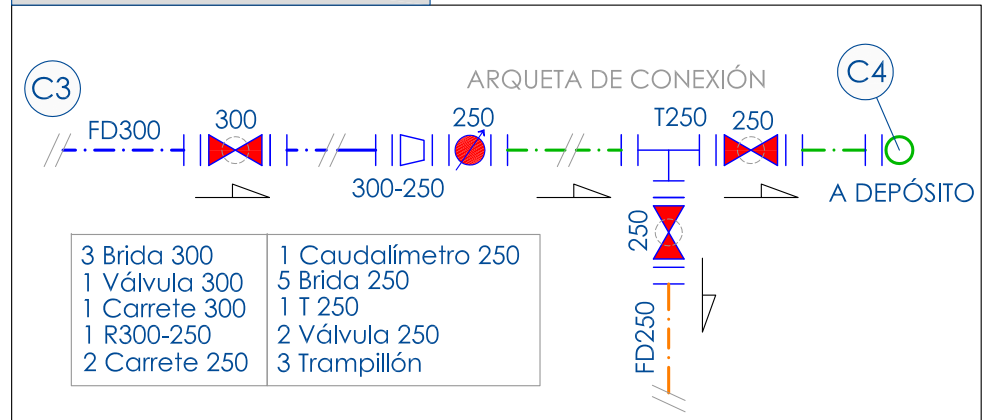 ARQUETA DE CONEXIÓN
C3
C4
FD300
300
250
T250
250
300-250
A DEPÓSITO
250
FD250
3 Brida 300
1 Válvula 300
1 Carrete 300
1 R300-250
2 Carrete 250
1 Caudalímetro 250
5 Brida 250
1 T 250
2 Válvula 250
3 Trampillón